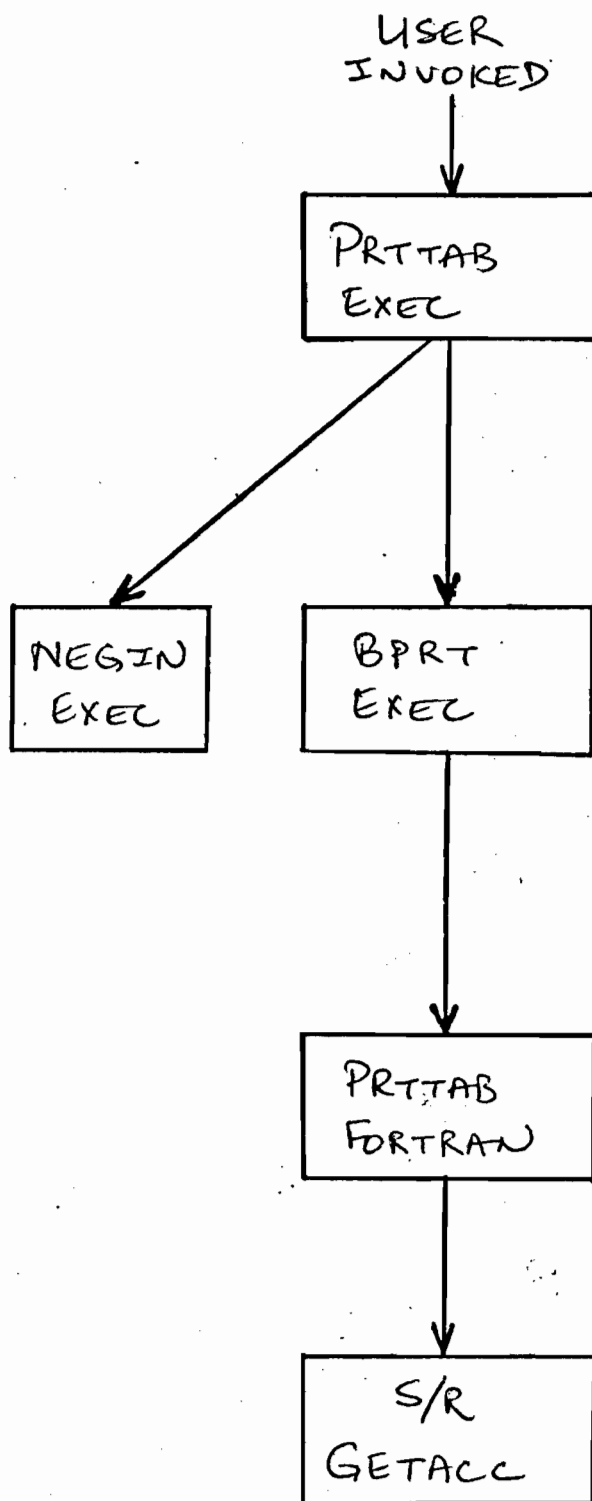 USER
INVOKED
PRTTAB
EXEC
NEGIN
EXEC
BPRT
EXEC
PRTTAB
FORTRAN
S/R
GETACC